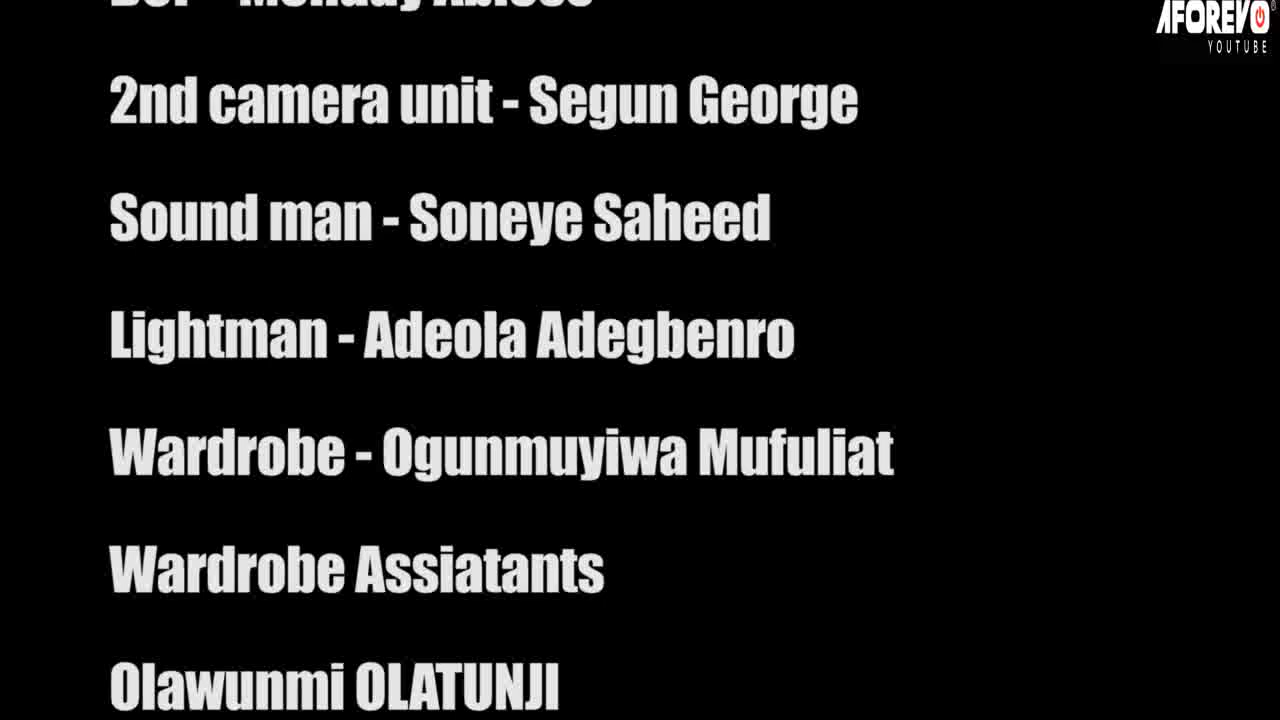 AFOREVO
YOUTUBE
2nd camera unit - Segun George
Sound man - Soneye Saheed
Lightman - Adeola Adegbenro
Wardrobe - Ogunmuyiwa Mufuliat
Wardrobe Assiatants
Olawunmi OLATUNJI